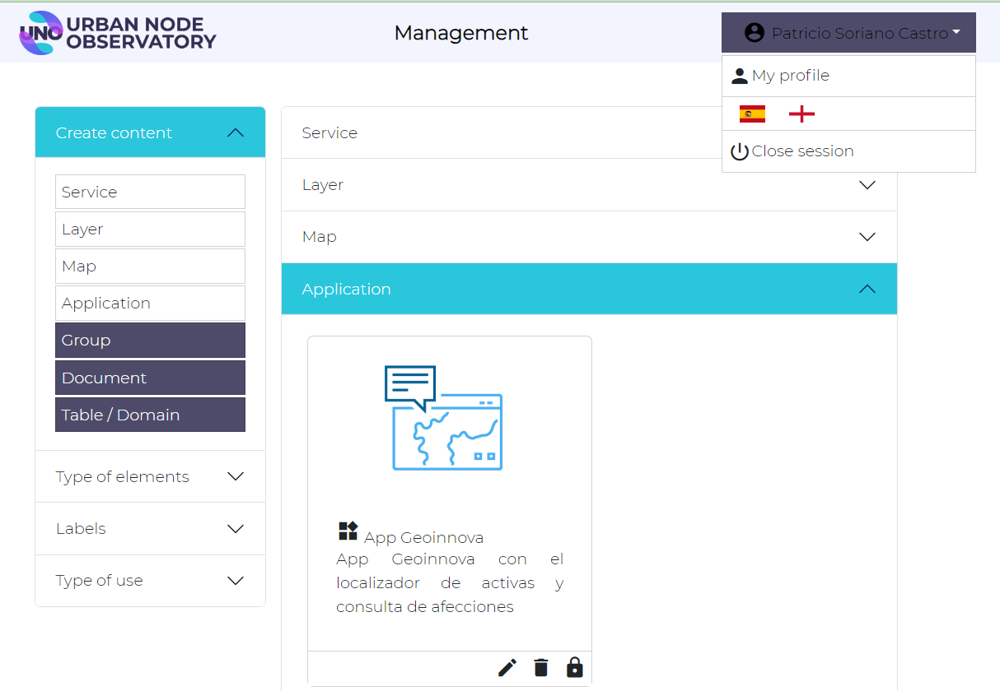 UNO URBAN NODE
OBSERVATORY
Management
Patricio Soriano Castro
My profile
Close session
Create content
Service
Layer
Map
Application
Group
Document
Table / Domain
Type of elements
Labels
Type of use
Service
Layer
Map
Application
App Geoinnova
App Geoinnova con el
localizador de activas y
consulta de afecciones